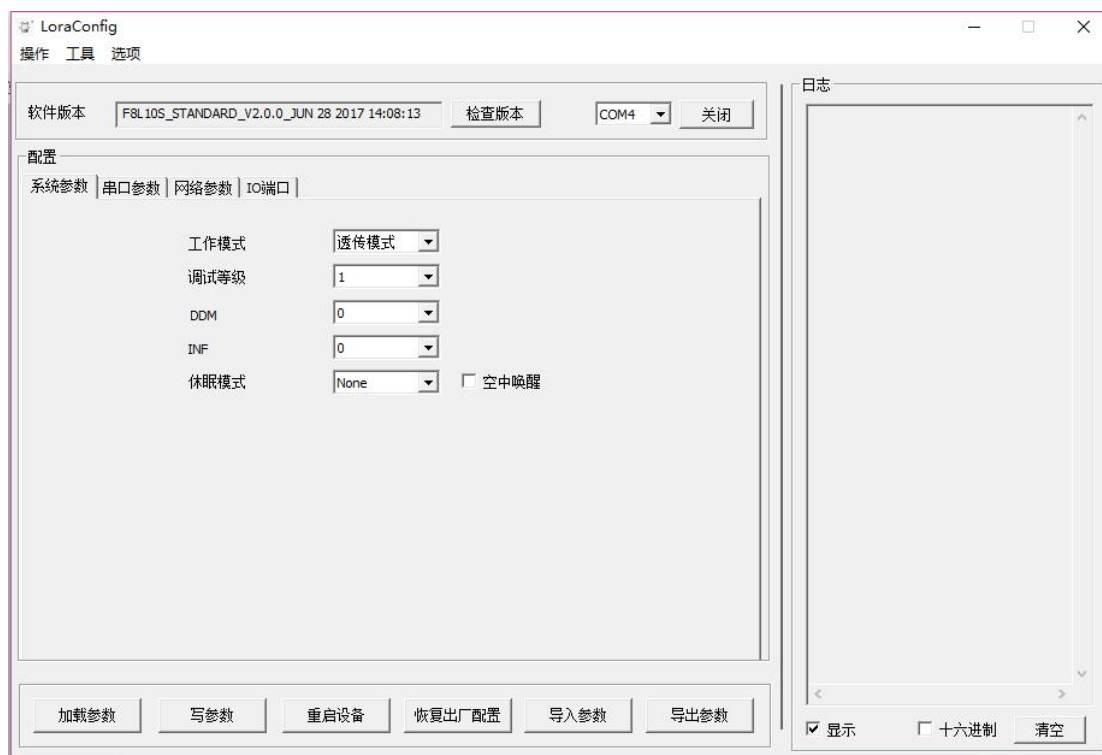 LoraConfig
操作 工具 选项
软件版本 F8L10S_STANDARD_V2.0.0_JUN 28 2017 14:08:13 检查版本 COM4 关闭
配置
系统参数 串口参数 网络参数 IO端口
工作模式 透传模式
调试等级 1
DDM 0
INF 0
休眠模式 None 空中唤醒
加载参数 写参数 重启设备 恢复出厂配置 导入参数 导出参数
日志
显示 十六进制 清空